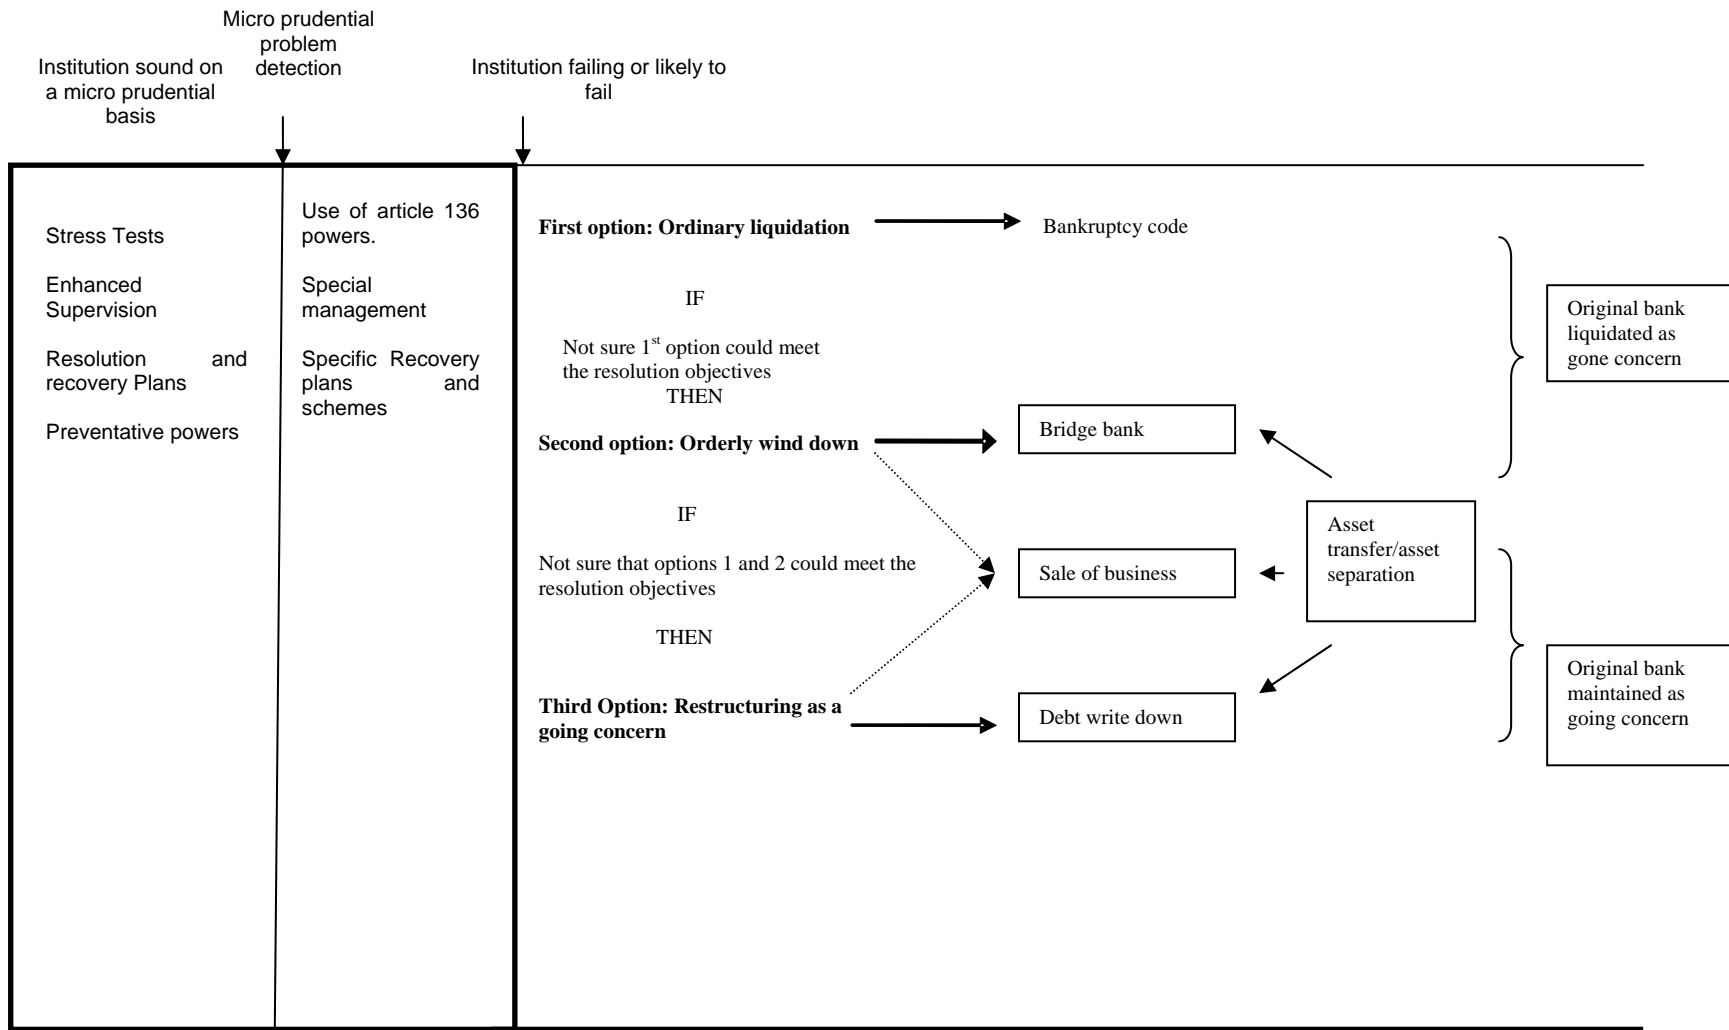 Micro prudential
problem
detection
Institution sound on
a micro prudential
basis
Institution failing or likely to
fail
Stress Tests
Enhanced
Supervision
Resolution and
recovery Plans
Preventative powers
Use of article 136
powers.
Special
management
Specific Recovery
plans and
schemes
First option: Ordinary liquidation
Bankruptcy code
IF
Not sure 1st option could meet
the resolution objectives
THEN
Second option: Orderly wind down
Bridge bank
IF
Not sure that options 1 and 2 could meet the
resolution objectives
Sale of business
THEN
Third Option: Restructuring as a
going concern
Debt write down
Asset
transfer/asset
separation
Original bank
liquidated as
gone concern
Original bank
maintained as
going concern